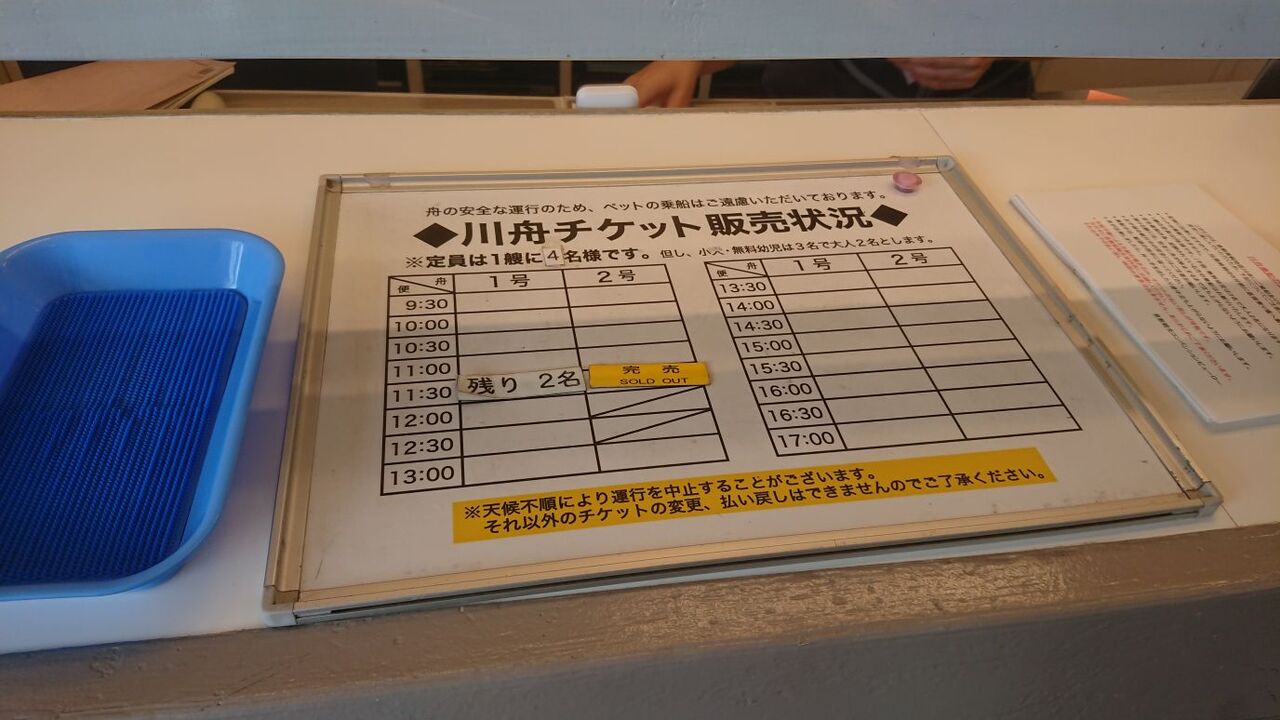 舟の安全な運行のため、ペットの乗船はご遠慮いただいております。
◆川舟チケット販売状況◆
※定員は1艘に4名様です。但し、小人・無料幼児は3名で大人2名とします。
便 舟 1号 2号
9:30
10:00
10:30
11:00
11:30 残り 2名 完売 SOLD OUT
12:00
12:30
13:00
便 舟 1号 2号
13:30
14:00
14:30
15:00
15:30
16:00
16:30
17:00
※天候不順により運行を中止することがございます。
それ以外のチケットの変更、払い戻しはできませんのでご了承ください。